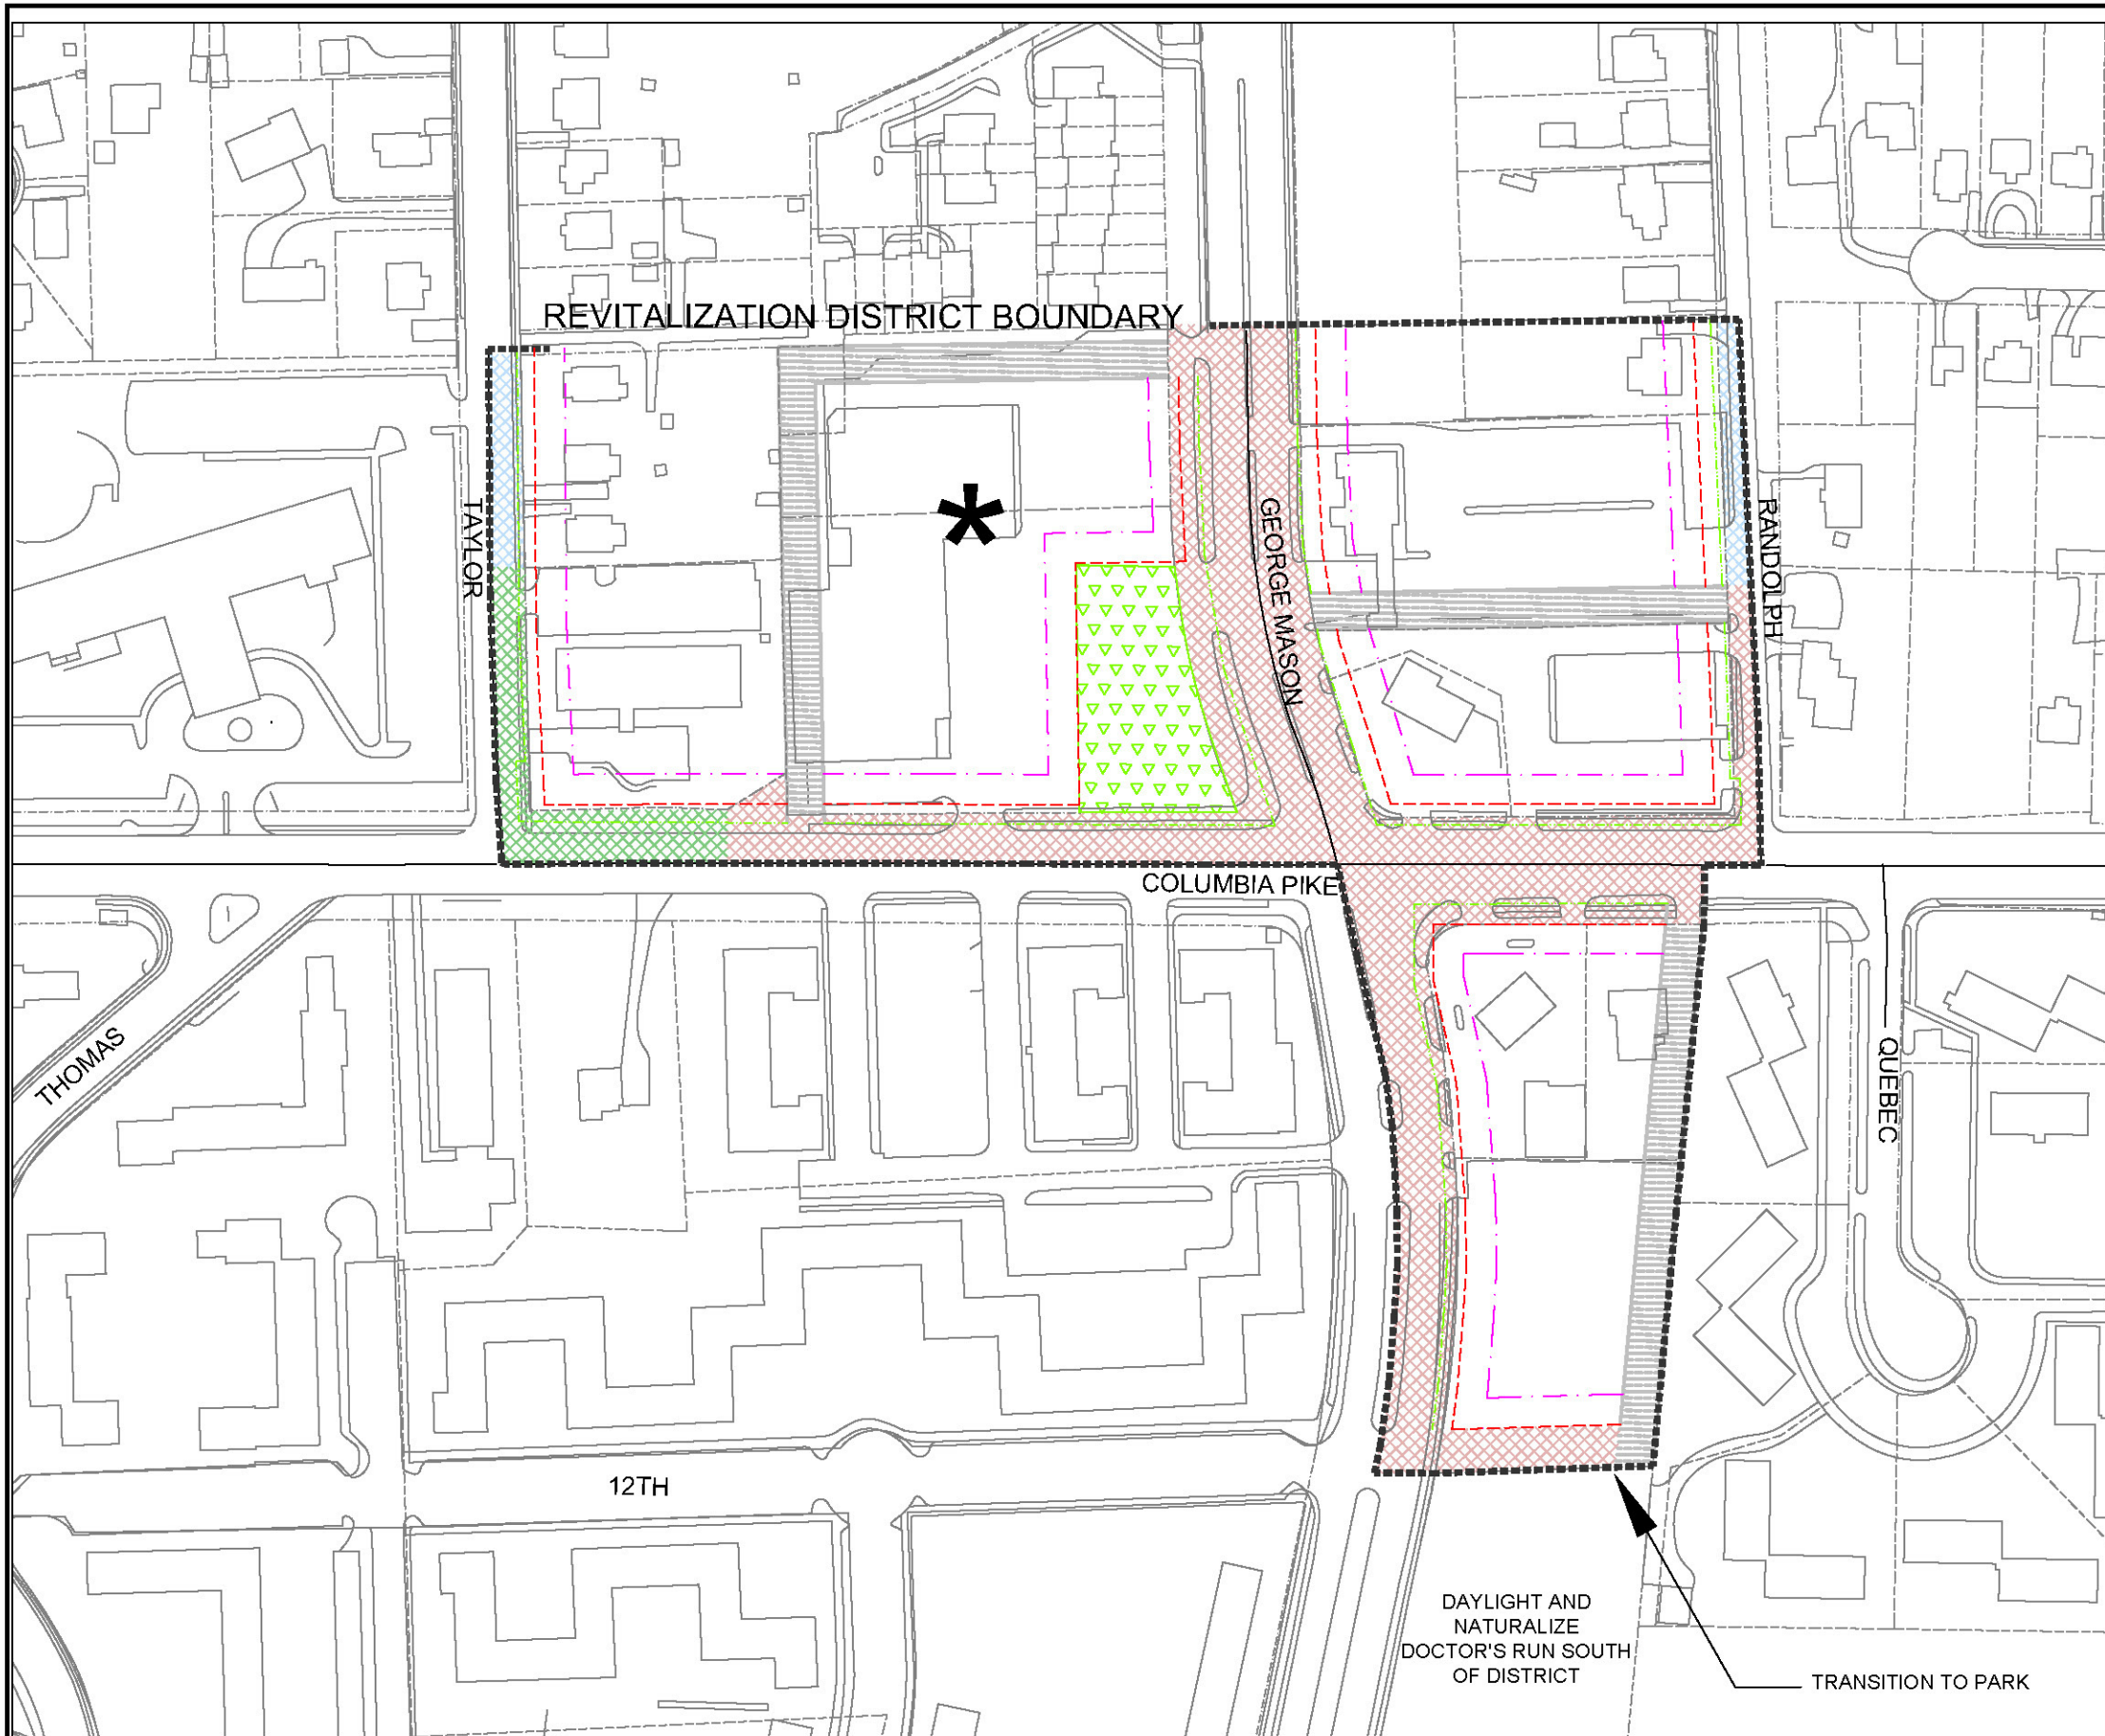 REVITALIZATION DISTRICT BOUNDARY
TAYLOR
*
GEORGE MASON
RANDOLPH
COLUMBIA PIKE
THOMAS
QUEBEC
12TH
DAYLIGHT AND
NATURALIZE
DOCTOR'S RUN SOUTH
OF DISTRICT
TRANSITION TO PARK